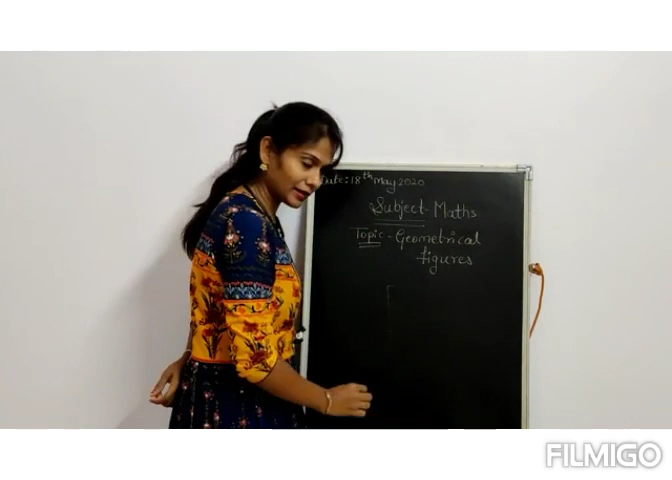 Date: 18th May 2020
Subject - Maths
Topic - Geometrical
figures
FILMIGO